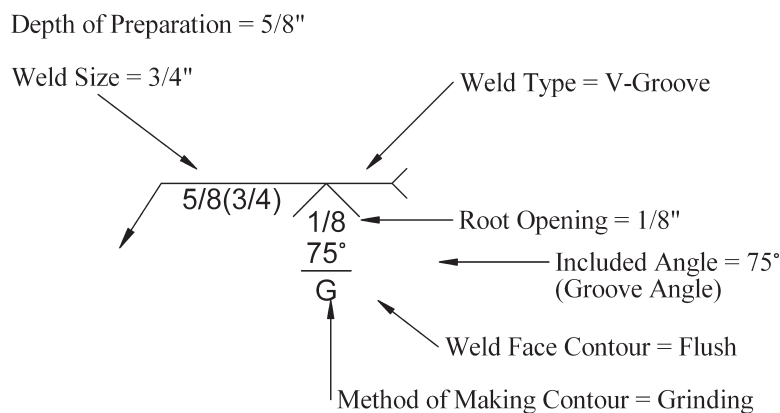 Depth of Preparation = 5/8"
Weld Size = 3/4"
Weld Type = V-Groove
5/8(3/4)
1/8
Root Opening = 1/8"
75°
Included Angle = 75°
(Groove Angle)
G
Weld Face Contour = Flush
Method of Making Contour = Grinding